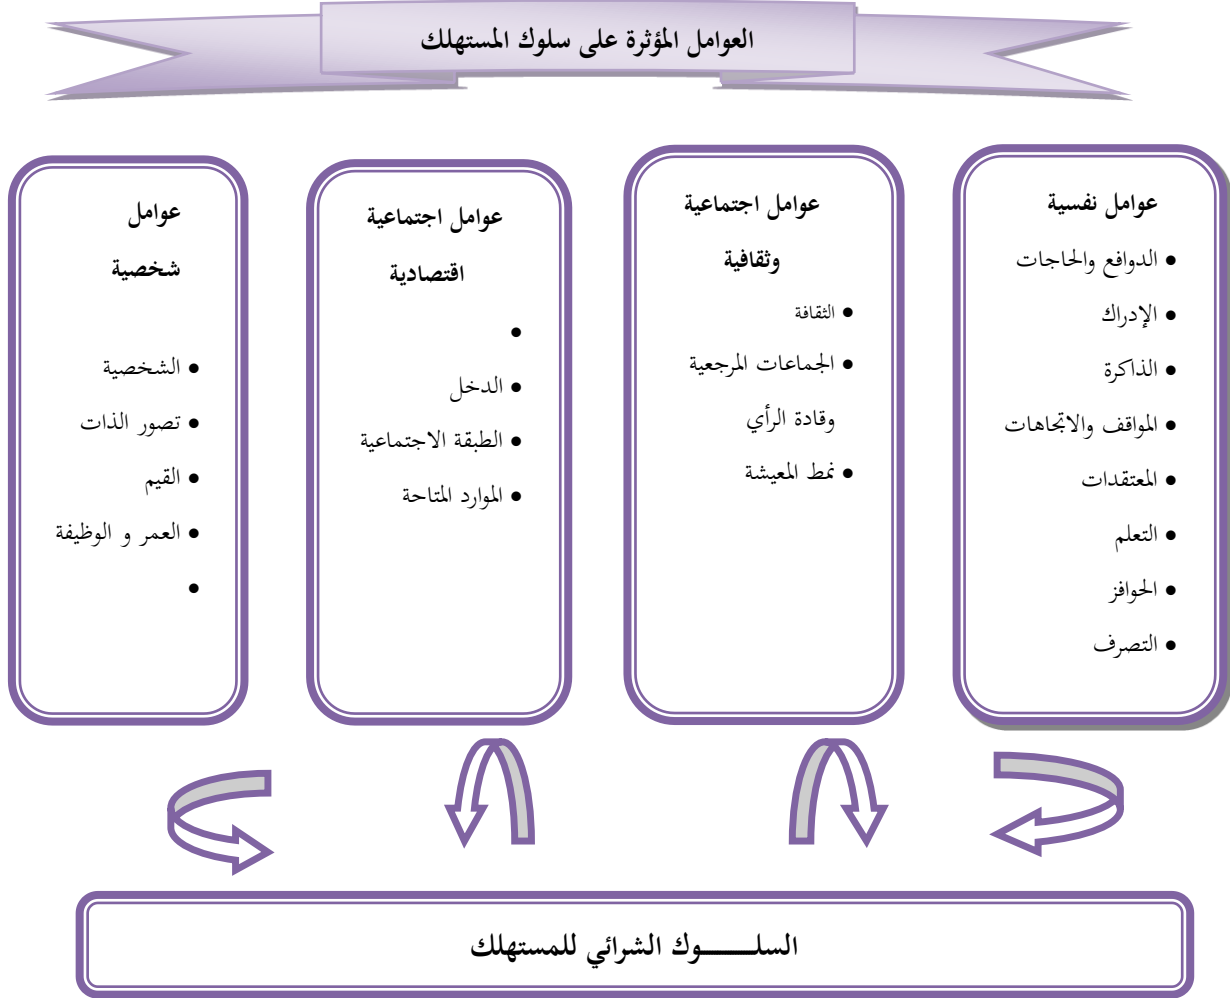 العوامل المؤثرة على سلوك المستهلك
عوامل نفسية
• الدوافع والحاجات
• الإدراك
• الذاكرة
• المواقف والاتجاهات
• المعتقدات
• التعلم
• الحوافز
• التصرف
عوامل اجتماعية
وثقافية
• الثقافة
• الجماعات المرجعية
وقادة الرأي
• نمط المعيشة
عوامل اجتماعية
اقتصادية
•
• الدخل
• الطبقة الاجتماعية
• الموارد المتاحة
عوامل
شخصية
• الشخصية
• تصور الذات
• القيم
• العمر و الوظيفة
•
السلـــــــوك الشرائي للمستهلك